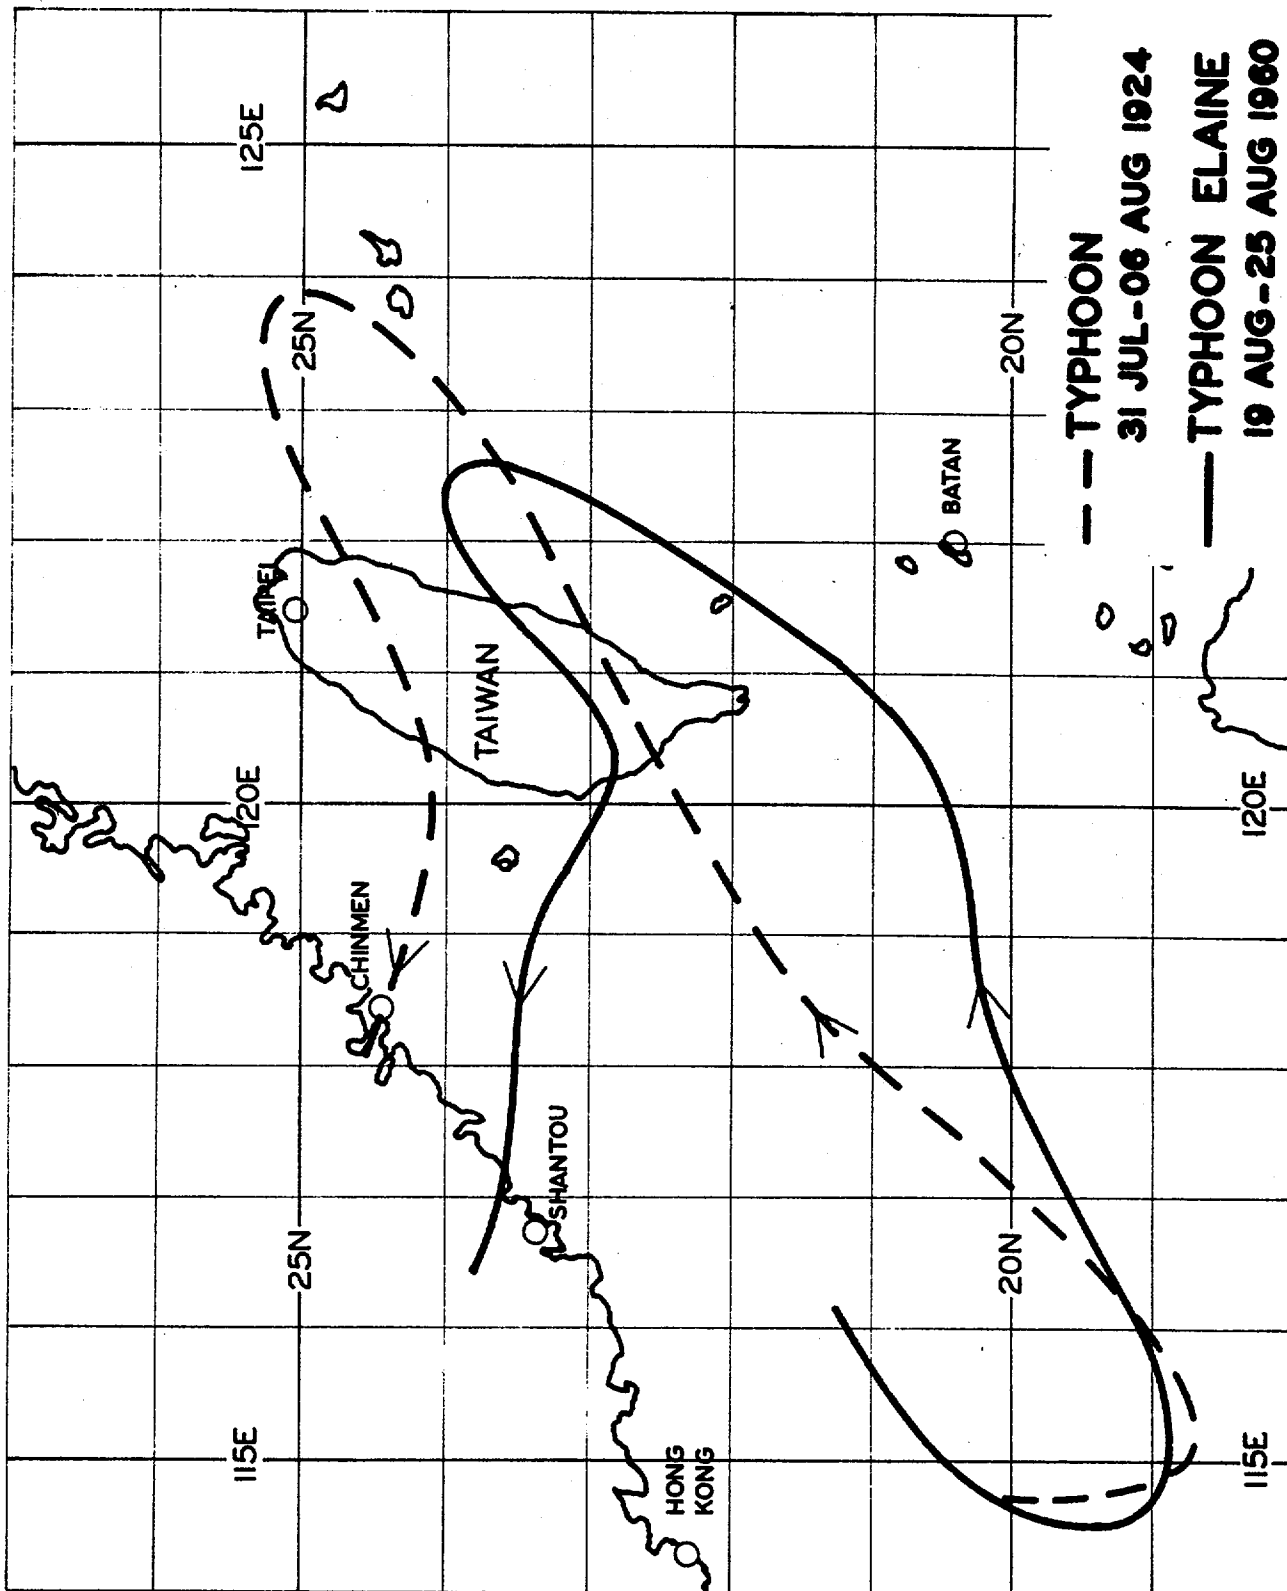 125E
25N
TAIPEI
TAIWAN
120E
CHINMEN
SHANTOU
25N
115E
HONG
KONG
20N
BATAN
120E
20N
115E
TYPHOON
31 JUL-06 AUG 1924
TYPHOON ELAINE
19 AUG-25 AUG 1960